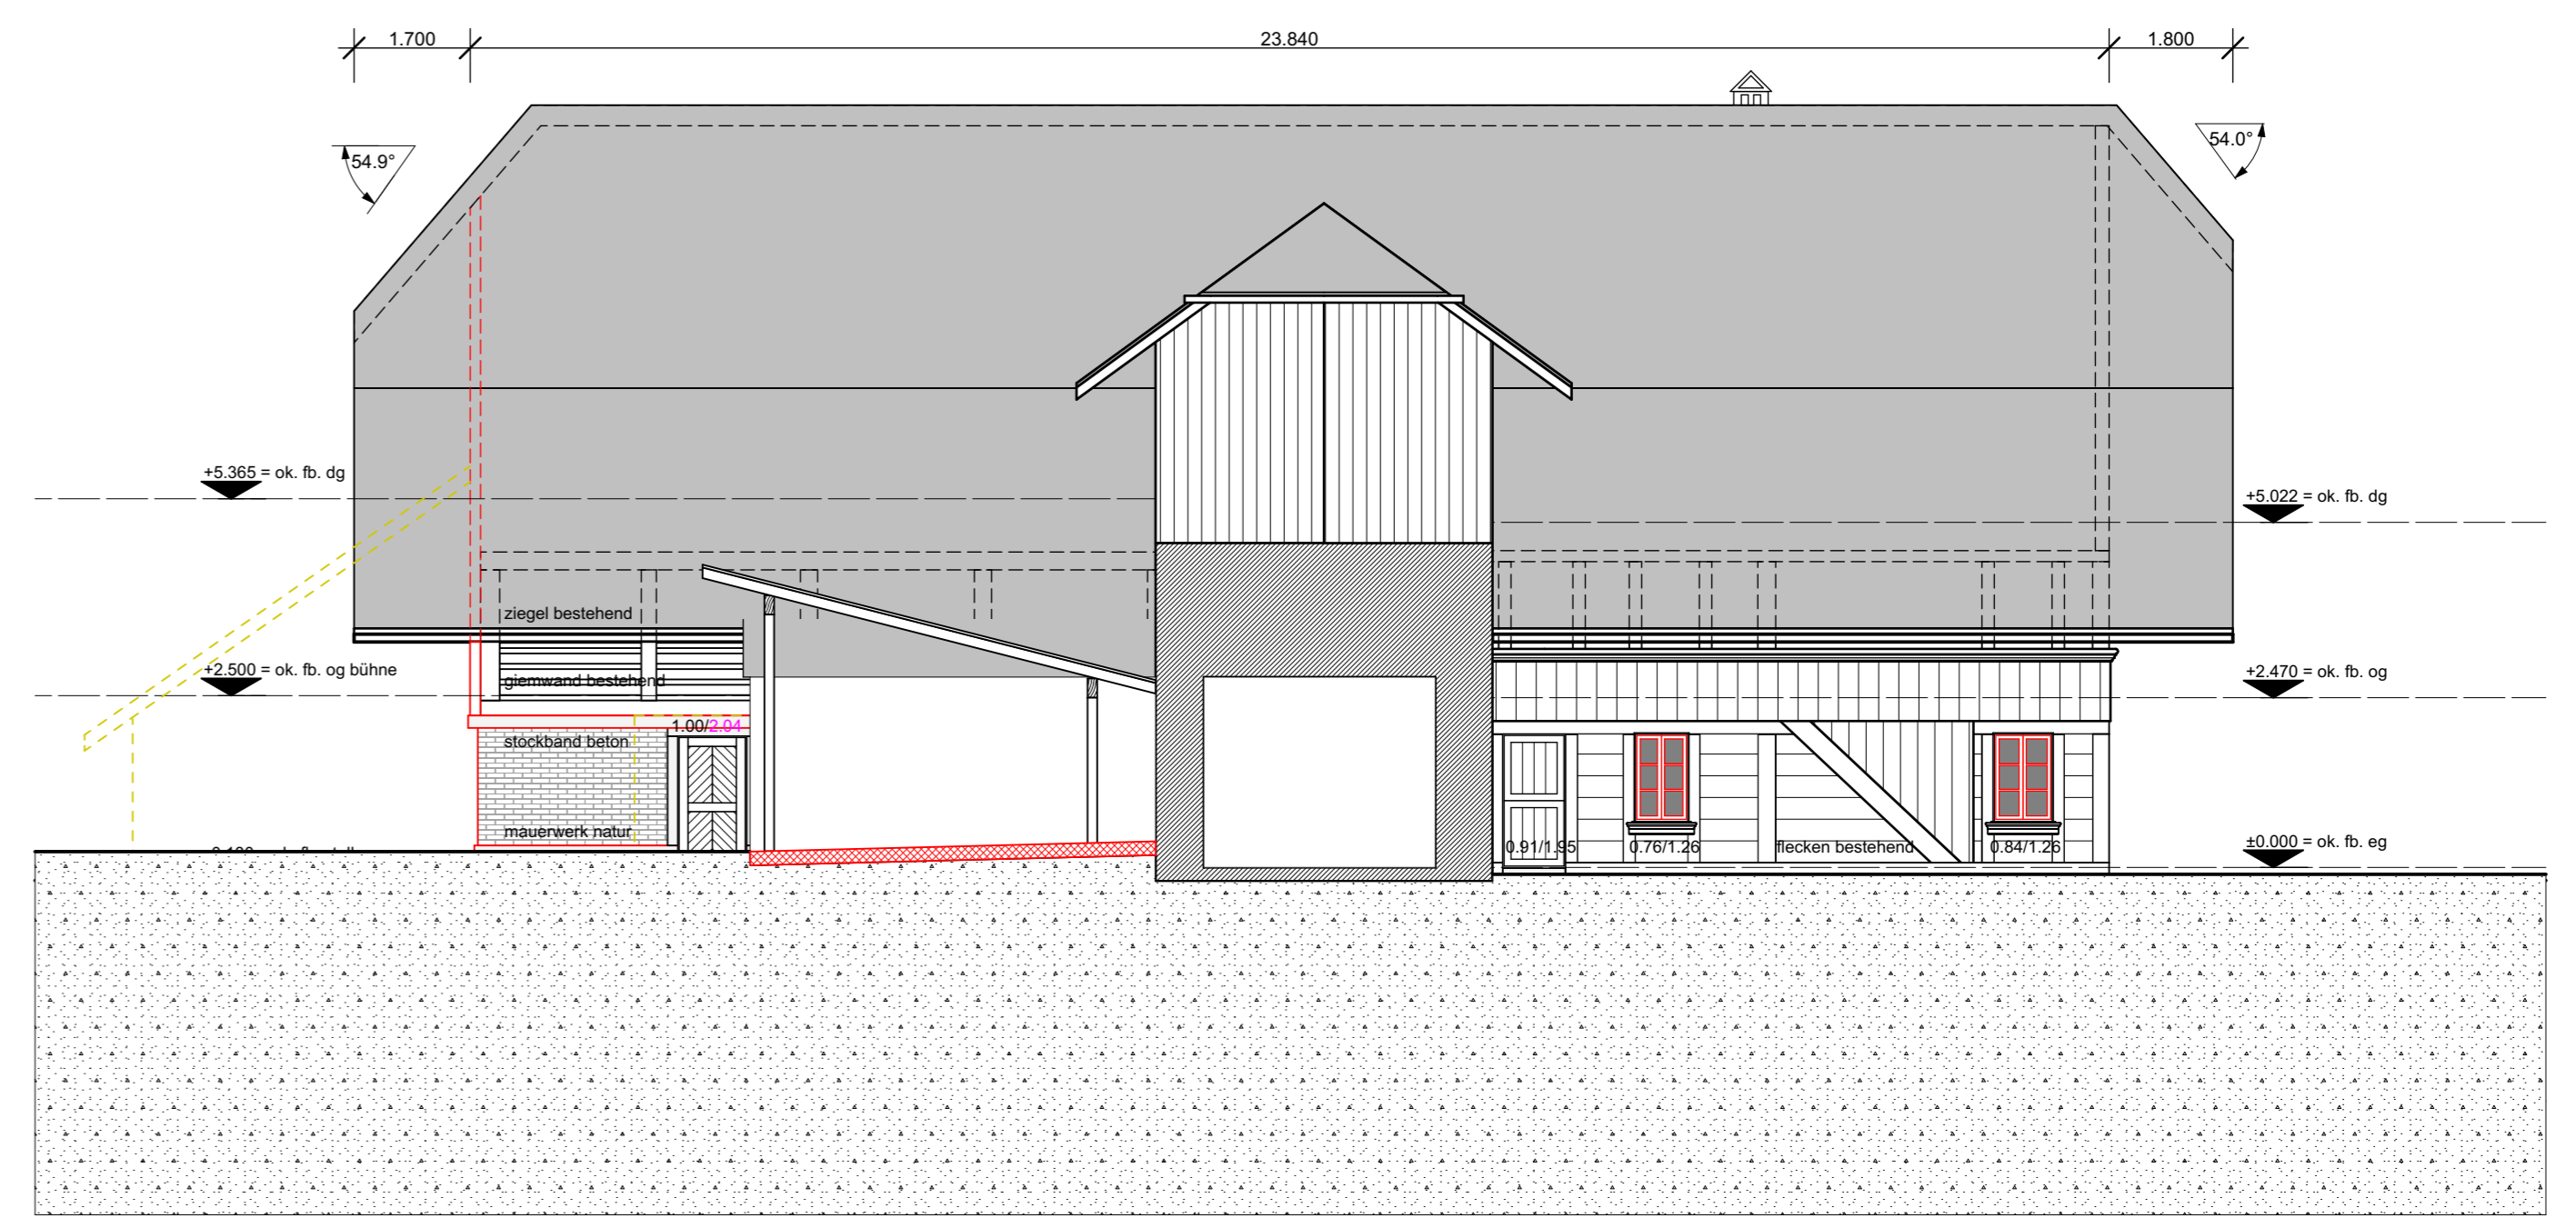 1.700
23.840
1.800
54.9°
54.0°
+5.365 = ok. fb. dg
+5.022 = ok. fb. dg
ziegel bestehend
+2.500 = ok. fb. og bühne
giemwand bestehend
+2.470 = ok. fb. og
1.00/2.04
stockband beton
mauerwerk natur
0.91/1.95
0.76/1.26
flecken bestehend
0.84/1.26
±0.000 = ok. fb. eg